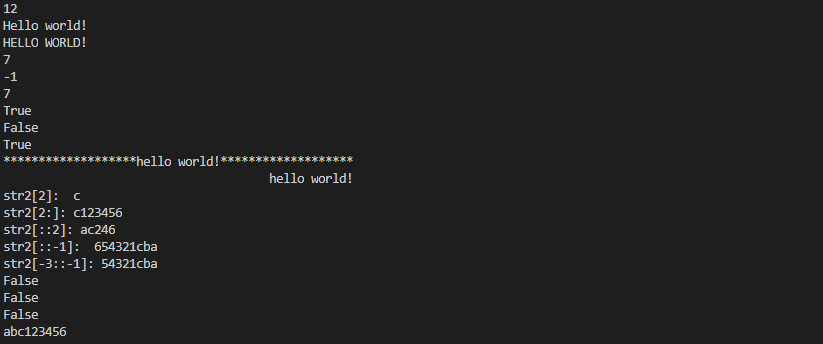 12
Hello world!
HELLO WORLD!
7
-1
7
True
False
True
*******************hello world!*******************
                                      hello world!
str2[2]:  c
str2[2:]: c123456
str2[::2]: ac246
str2[::-1]:  654321cba
str2[-3::-1]: 54321cba
False
False
False
abc123456